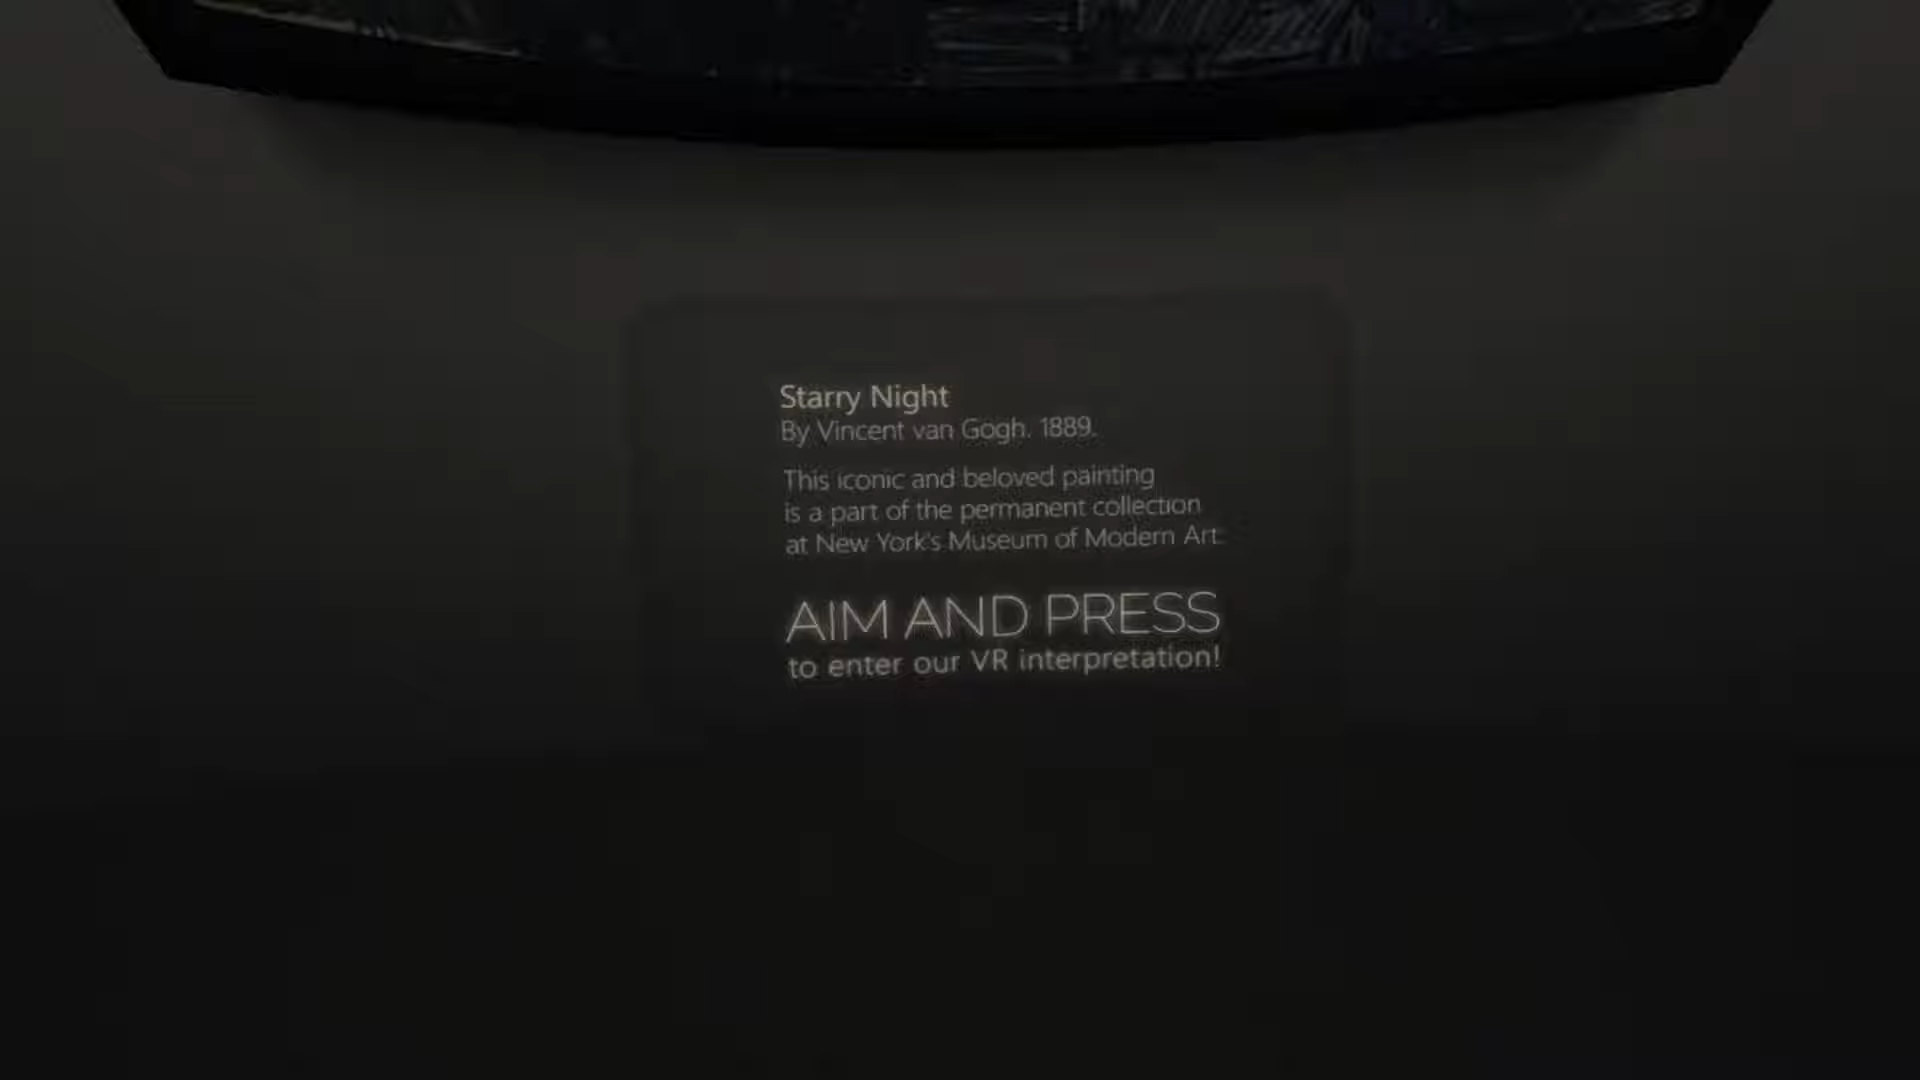 Starry Night
By Vincent van Gogh. 1889.
This iconic and beloved painting
is a part of the permanent collection
at New York's Museum of Modern Art.
AIM AND PRESS
to enter our VR interpretation!